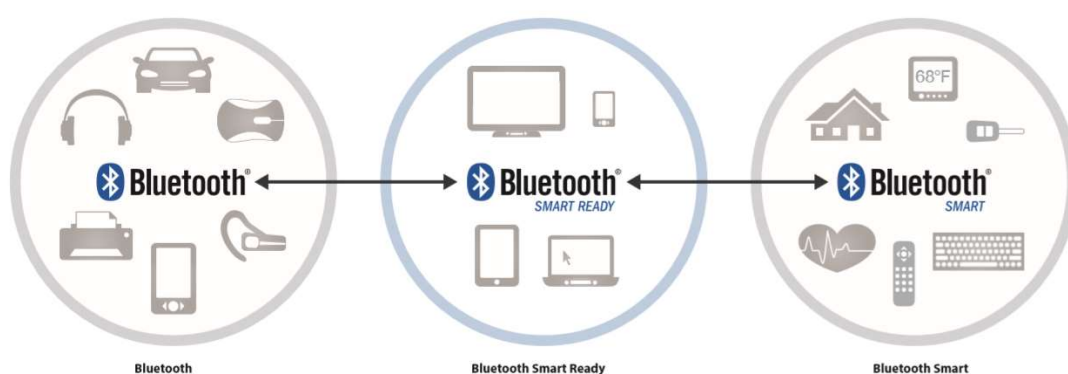 68°F
Bluetooth®
Bluetooth®
SMART READY
Bluetooth®
SMART
Bluetooth
Bluetooth Smart Ready
Bluetooth Smart